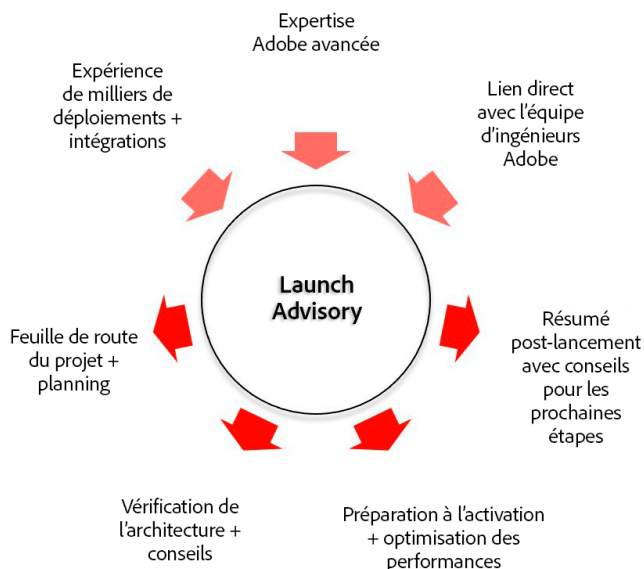 Expertise
Adobe avancée
Expérience
de milliers de
déploiements +
intégrations
Lien direct
avec l’équipe
d’ingénieurs
Adobe
Launch
Advisory
Feuille de route
du projet +
planning
Résumé
post-lancement
avec conseils
pour les
prochaines
étapes
Vérification de
l’architecture +
conseils
Préparation à l’activation
+ optimisation des
performances